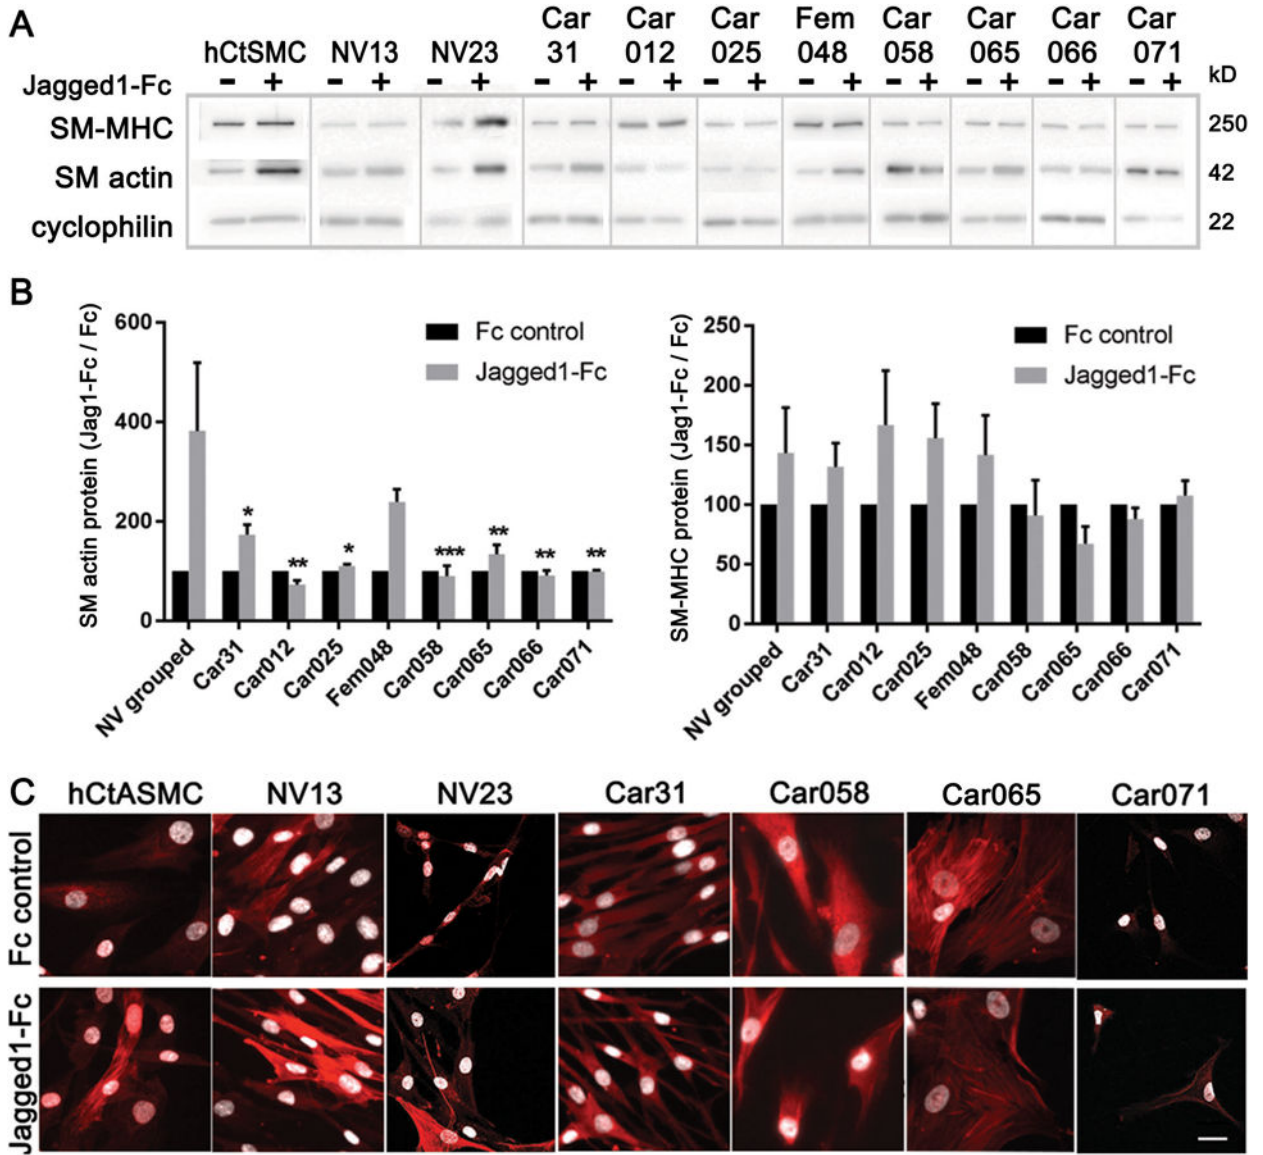 A
Car Car Car Fem Car Car Car Car
hCtSMC NV13 NV23 31 012 025 048 058 065 066 071
Jagged1-Fc - + - + - + - + - + - + - + - + - + - + - + kD
SM-MHC 250
SM actin 42
cyclophilin 22
B
SM actin protein (Jag1-Fc / Fc)
600
400
200
0
Fc control
Jagged1-Fc
* ** * *** ** ** **
NV grouped Car31 Car012 Car025 Fem048 Car058 Car065 Car066 Car071
SM-MHC protein (Jag1-Fc / Fc)
250
200
150
100
50
0
Fc control
Jagged1-Fc
NV grouped Car31 Car012 Car025 Fem048 Car058 Car065 Car066 Car071
C
hCtASMC NV13 NV23 Car31 Car058 Car065 Car071
Fc control
Jagged1-Fc